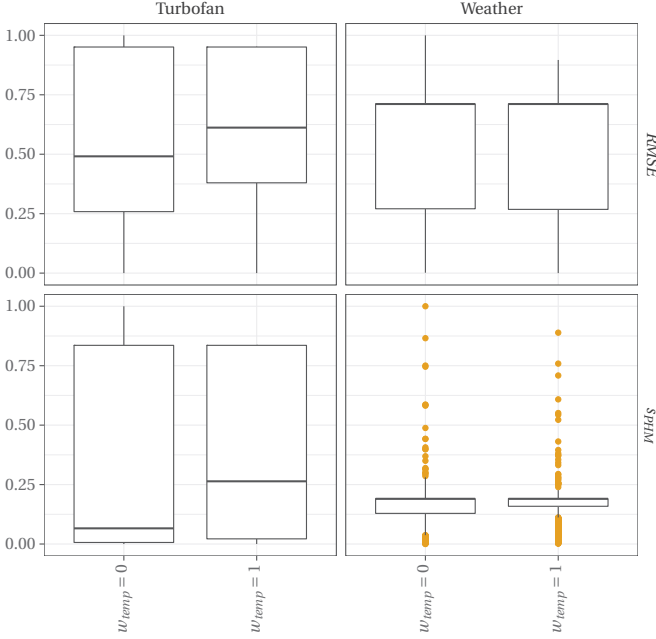 Turbofan Weather
1.00
0.75
0.50
0.25
0.00
RMSE
1.00
0.75
0.50
0.25
0.00
sPHM
wtemp = 0
wtemp = 1
wtemp = 0
wtemp = 1